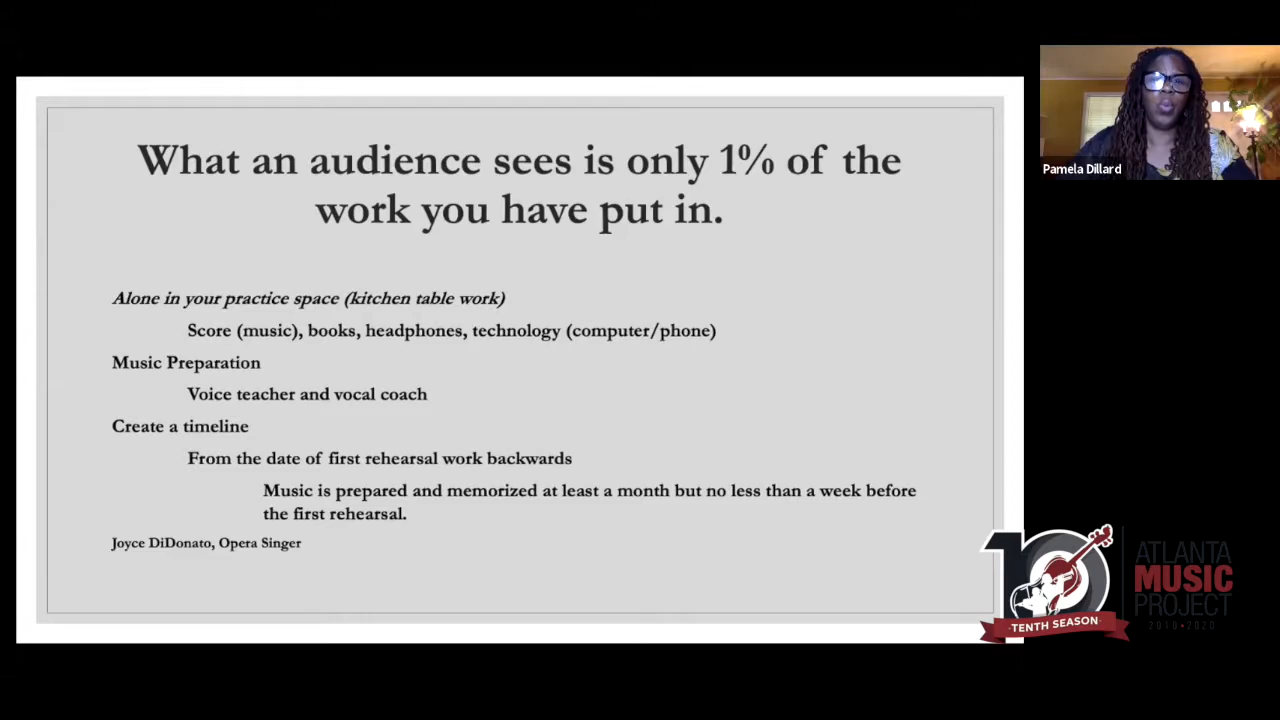 What an audience sees is only 1% of the
work you have put in.
Alone in your practice space (kitchen table work)
Score (music), books, headphones, technology (computer/phone)
Music Preparation
Voice teacher and vocal coach
Create a timeline
From the date of first rehearsal work backwards
Music is prepared and memorized at least a month but no less than a week before
the first rehearsal.
Joyce DiDonato, Opera Singer
Pamela Dillard
10
TENTH SEASON
ATLANTA
MUSIC
PROJECT
2010•2020